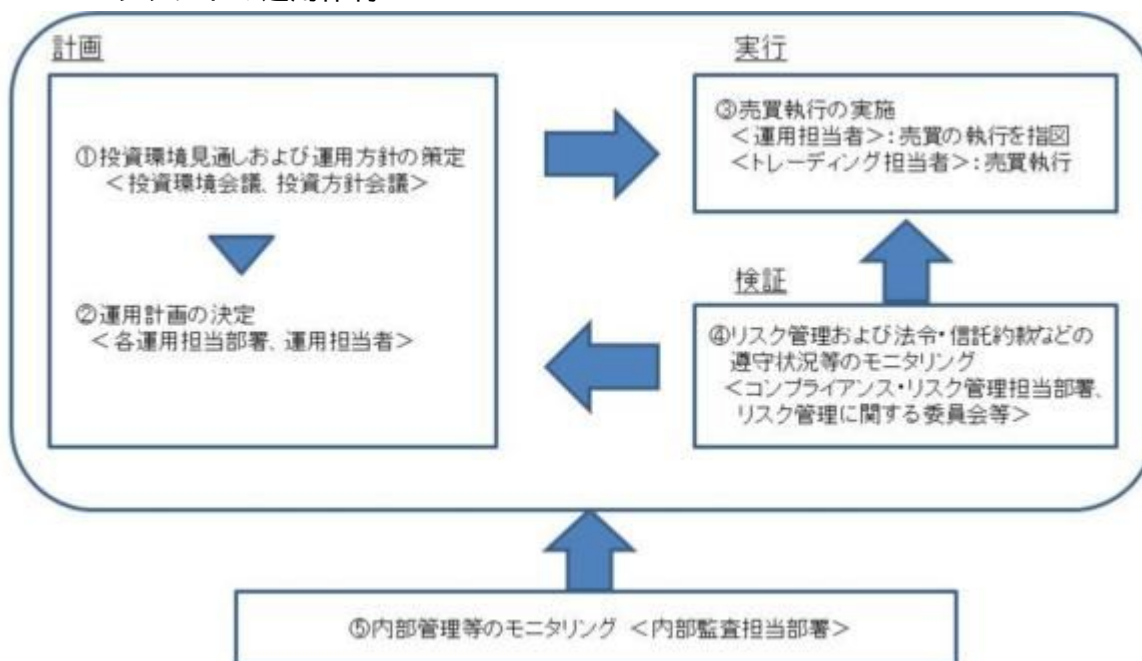 計画
①投資環境見通しおよび運用方針の策定
＜投資環境会議、投資方針会議＞
②運用計画の決定
＜各運用担当部署、運用担当者＞
実行
③売買執行の実施
＜運用担当者＞：売買の執行を指図
＜トレーディング担当者＞：売買執行
検証
④リスク管理および法令・信託約款などの
遵守状況等のモニタリング
＜コンプライアンス・リスク管理担当部署、
リスク管理に関する委員会等＞
⑤内部管理等のモニタリング ＜内部監査担当部署＞